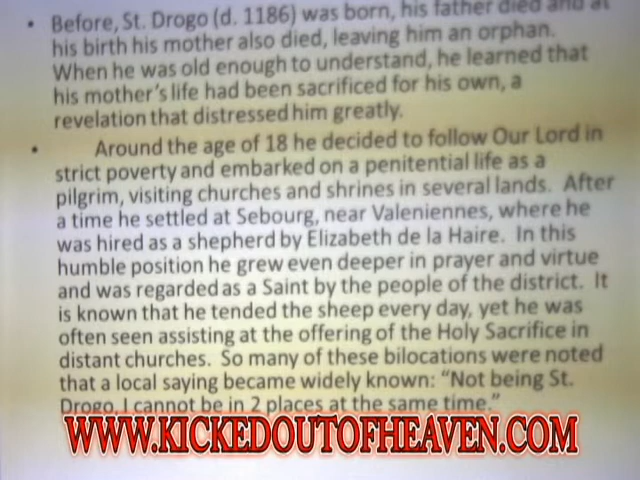 • Before, St. Drogo (d. 1186) was born, his father died and at
his birth his mother also died, leaving him an orphan.
When he was old enough to understand, he learned that
his mother's life had been sacrificed for his own, a
revelation that distressed him greatly.
• Around the age of 18 he decided to follow Our Lord in
strict poverty and embarked on a penitential life as a
pilgrim, visiting churches and shrines in several lands. After
a time he settled at Sebourg, near Valeniennes, where he
was hired as a shepherd by Elizabeth de la Haire. In this
humble position he grew even deeper in prayer and virtue
and was regarded as a Saint by the people of the district. It
is known that he tended the sheep every day, yet he was
often seen assisting at the offering of the Holy Sacrifice in
distant churches. So many of these bilocations were noted
that a local saying became widely known: “Not being St.
Drogo, I cannot be in 2 places at the same time.”
WWW.KICKEDOUTOFHEAVEN.COM